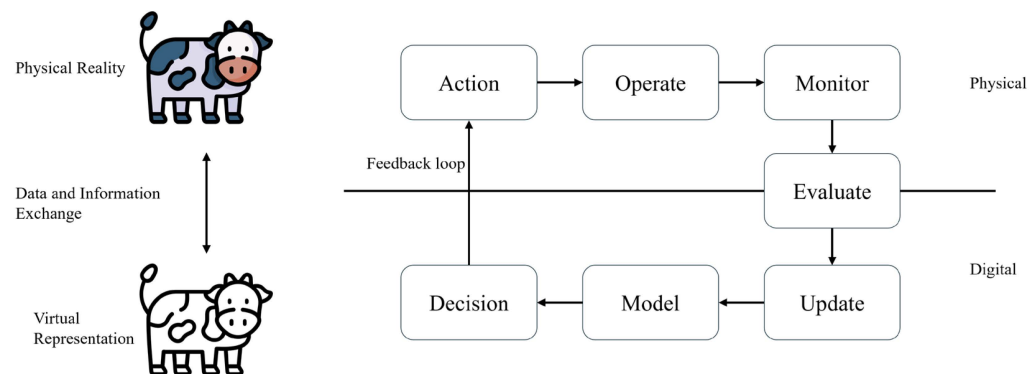 Physical Reality
Data and Information
Exchange
Virtual
Representation
Action
Operate
Monitor
Physical
Feedback loop
Evaluate
Digital
Decision
Model
Update